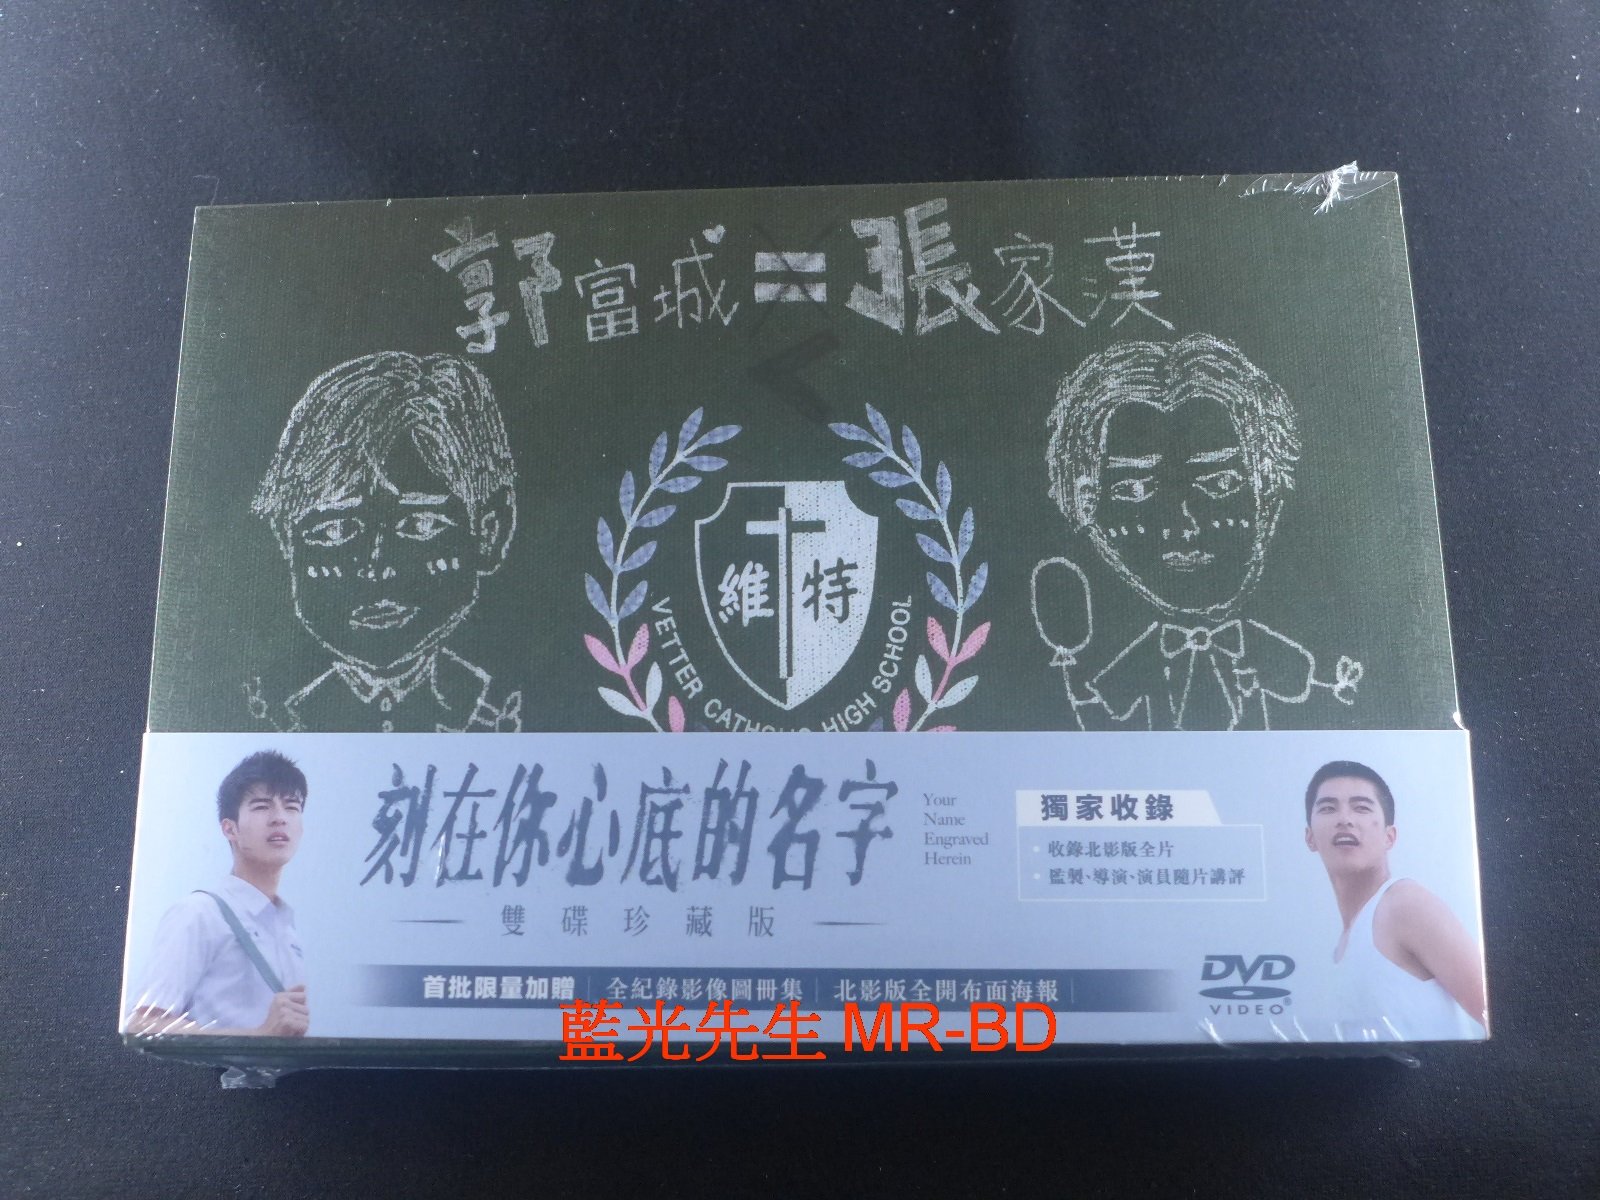 郭富城=張家漢
維特
VETTER CATHOLIC HIGH SCHOOL
刻在你心底的名字
Your
Name
Engraved
Herein
雙碟珍藏版
獨家收錄
• 收錄北影版全片
• 監製、導演、演員隨片講評
首批限量加贈 | 全紀錄影像圖冊集 | 北影版全開布面海報 |
DVD
VIDEO®
藍光先生 MR-BD